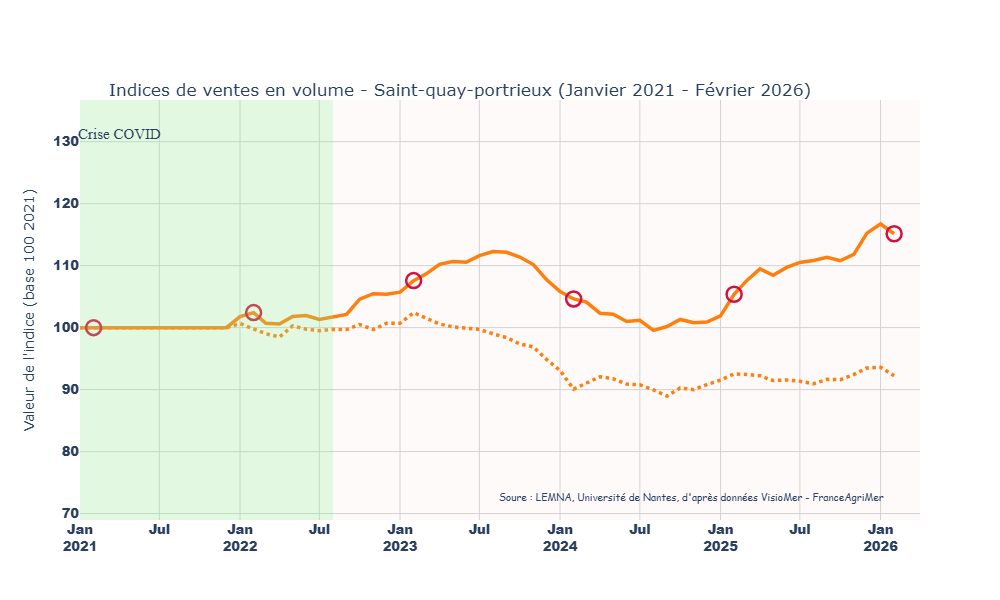 Indices de ventes en volume - Saint-quay-portrieux (Janvier 2021 - Février 2026)
Crise COVID
Valeur de l'indice (base 100 2021)
130
120
110
100
90
80
70
Soure : LEMNA, Université de Nantes, d'après données VisioMer - FranceAgriMer
Jan Jul Jan Jul Jan Jul Jan Jul Jan Jul Jan
2021 2022 2023 2024 2025 2026